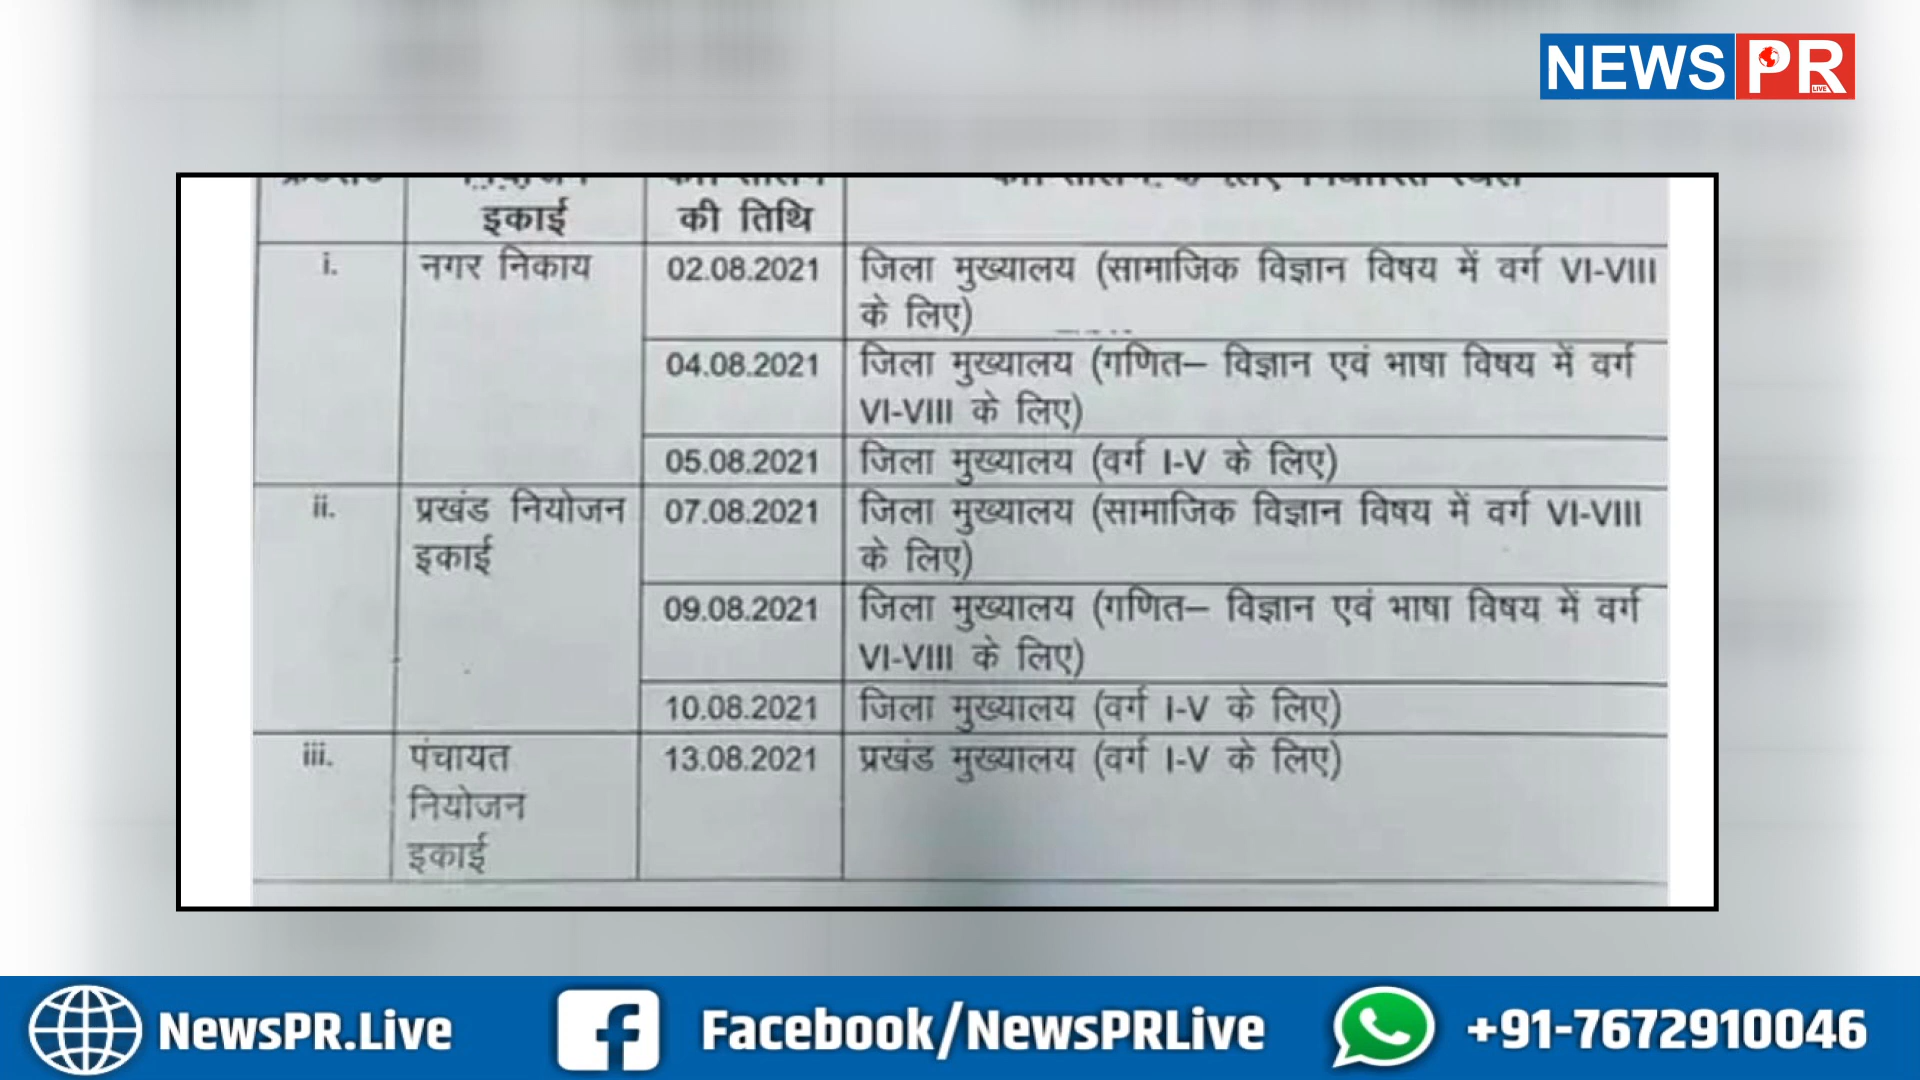 NEWS PR
LIVE
इकाई
की तिथि
i.
नगर निकाय
02.08.2021
जिला मुख्यालय (सामाजिक विज्ञान विषय में वर्ग VI-VIII
के लिए)
04.08.2021
जिला मुख्यालय (गणित– विज्ञान एवं भाषा विषय में वर्ग
VI-VIII के लिए)
05.08.2021
जिला मुख्यालय (वर्ग I-V के लिए)
ii.
प्रखंड नियोजन
इकाई
07.08.2021
जिला मुख्यालय (सामाजिक विज्ञान विषय में वर्ग VI-VIII
के लिए)
09.08.2021
जिला मुख्यालय (गणित– विज्ञान एवं भाषा विषय में वर्ग
VI-VIII के लिए)
10.08.2021
जिला मुख्यालय (वर्ग I-V के लिए)
iii.
पंचायत
नियोजन
इकाई
13.08.2021
प्रखंड मुख्यालय (वर्ग I-V के लिए)
NewsPR.Live
Facebook/NewsPRLive
+91-7672910046